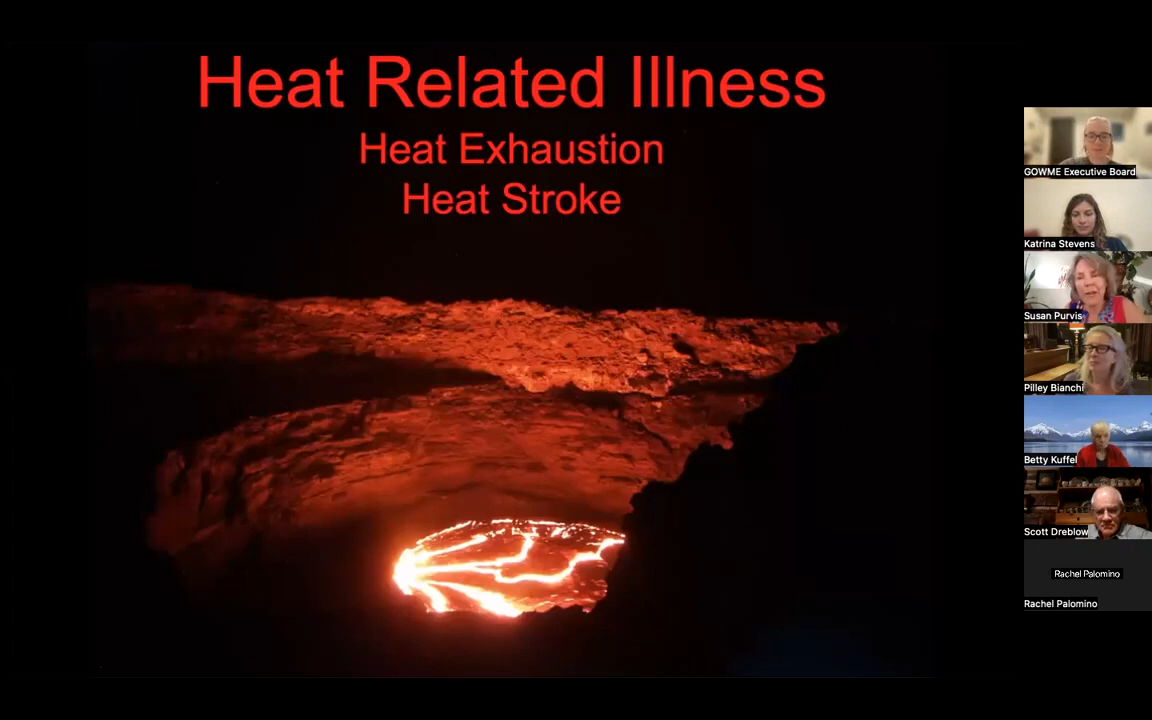 Heat Related Illness
Heat Exhaustion
Heat Stroke
GOWME Executive Board
Katrina Stevens
Susan Purvis
Pilley Bianchi
Betty Kuffel
Scott Dreblow
Rachel Palomino
Rachel Palomino